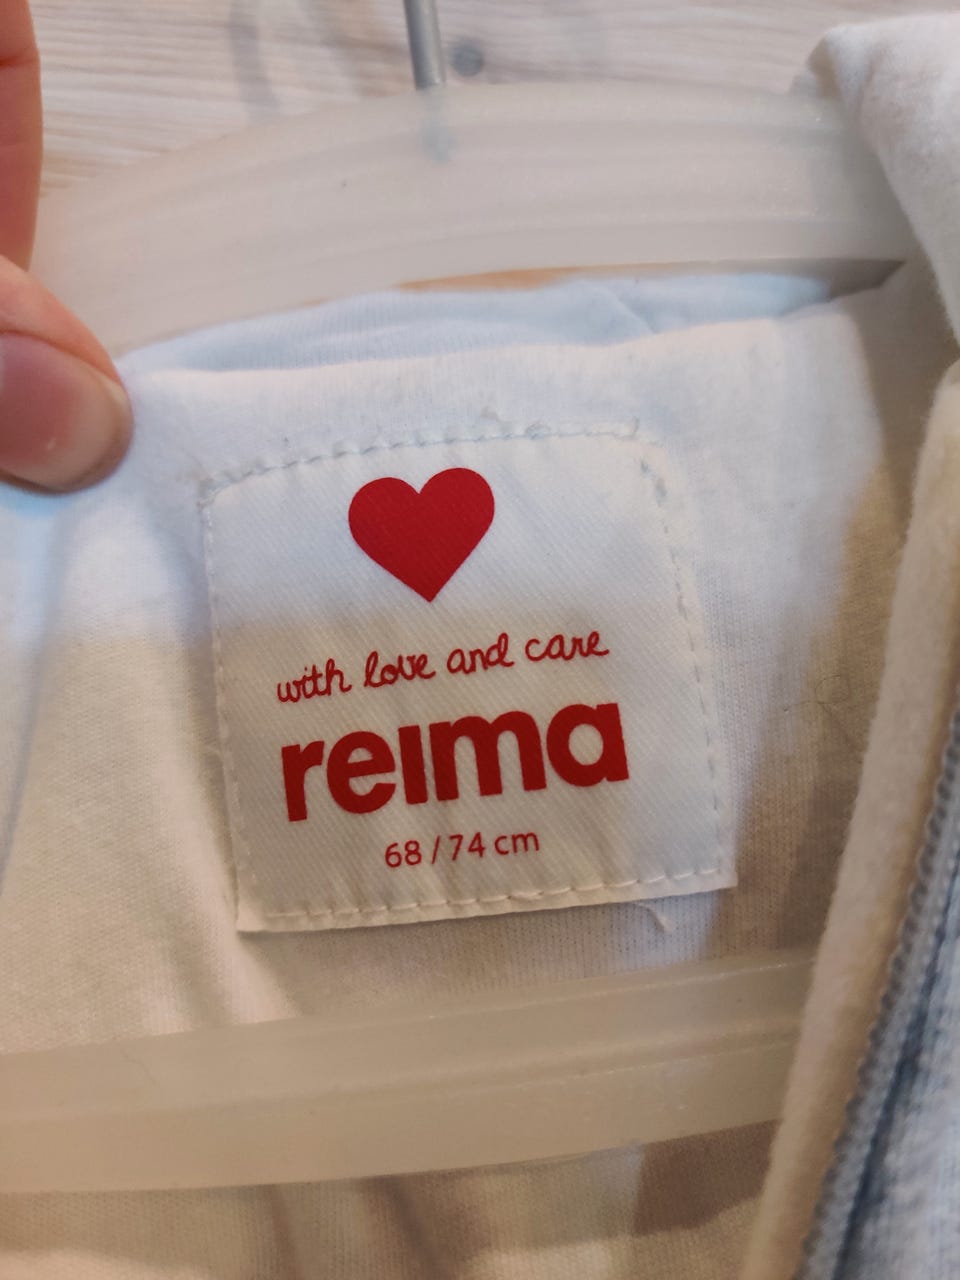 with love and care
reima
68 / 74 cm